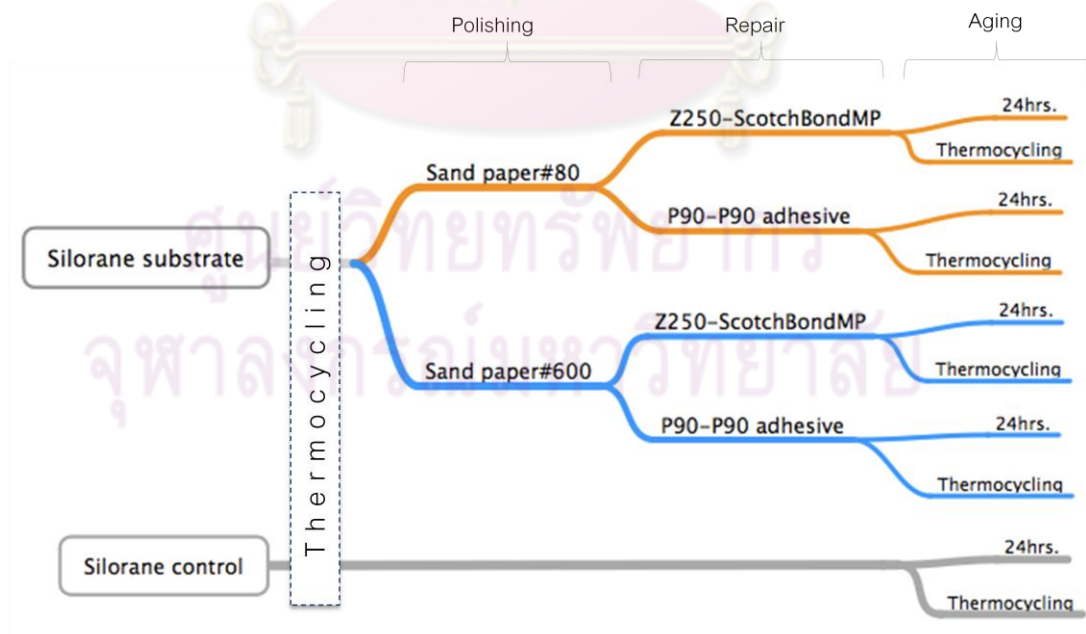 Polishing
Repair
Aging
Z250-ScotchBondMP
24hrs.
Thermocycling
Sand paper#80
P90-P90 adhesive
24hrs.
Thermocycling
Silorane substrate
Thermocycling
Z250-ScotchBondMP
24hrs.
Thermocycling
Sand paper#600
P90-P90 adhesive
24hrs.
Thermocycling
Silorane control
24hrs.
Thermocycling
ศูนย์วิทยทรัพยากร
จุฬาลงกรณ์มหาวิทยาลัย